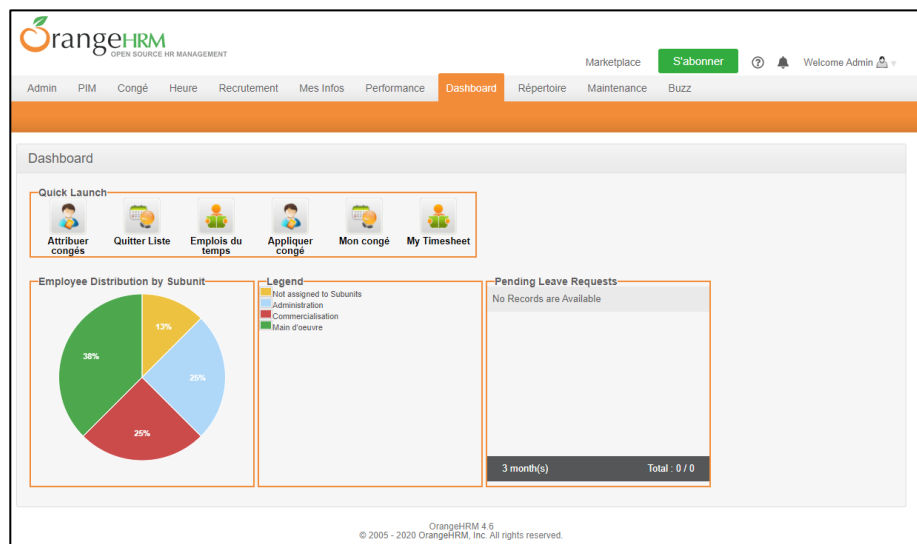 OrangeHRM
OPEN SOURCE HR MANAGEMENT
Marketplace S'abonner ? Welcome Admin
Admin PIM Congé Heure Recrutement Mes Infos Performance Dashboard Répertoire Maintenance Buzz
Dashboard
Quick Launch
Attribuer congés
Quitter Liste
Emplois du temps
Appliquer congé
Mon congé
My Timesheet
Employee Distribution by Subunit
13%
38%
25%
25%
Legend
Not assigned to Subunits
Administration
Commercialisation
Main d'oeuvre
Pending Leave Requests
No Records are Available
3 month(s) Total : 0 / 0
OrangeHRM 4.6
© 2005 - 2020 OrangeHRM, Inc. All rights reserved.